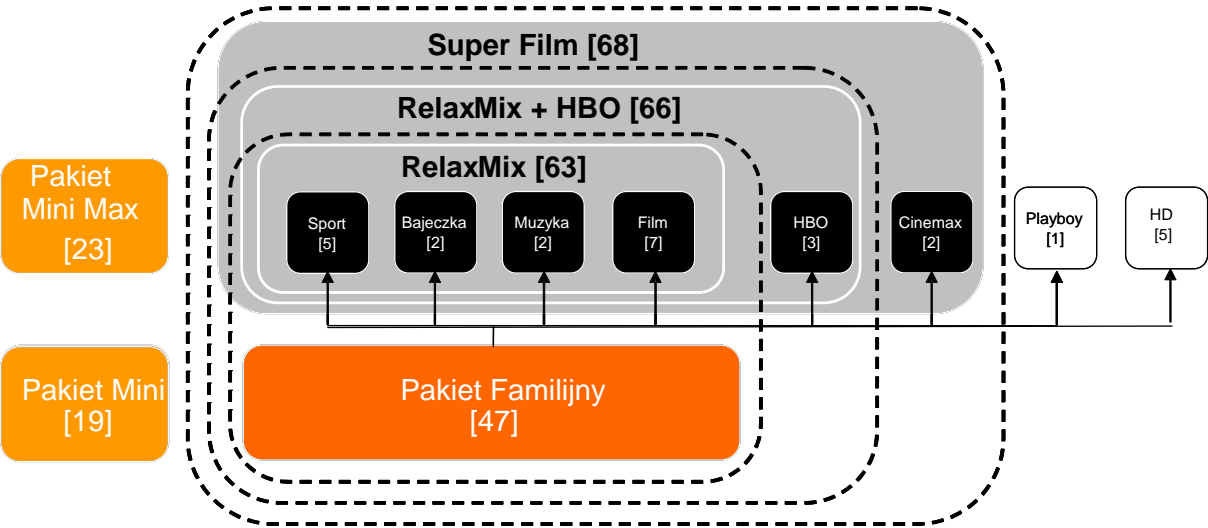 Super Film [68]
RelaxMix + HBO [66]
RelaxMix [63]
Pakiet
Mini Max
[23]
Sport
[5]
Bajeczka
[2]
Muzyka
[2]
Film
[7]
HBO
[3]
Cinemax
[2]
Playboy
[1]
HD
[5]
Pakiet Mini
[19]
Pakiet Familijny
[47]